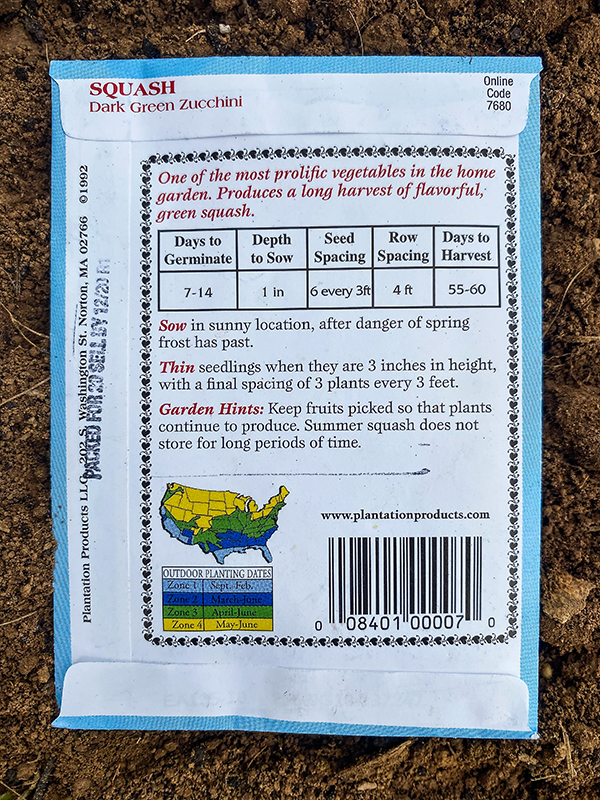 SQUASH
Dark Green Zucchini
Online
Code
7680
One of the most prolific vegetables in the home
garden. Produces a long harvest of flavorful,
green squash.
Days to Germinate | Depth to Sow | Seed Spacing | Row Spacing | Days to Harvest
7-14 | 1 in | 6 every 3ft | 4 ft | 55-60
Sow in sunny location, after danger of spring
frost has past.
Thin seedlings when they are 3 inches in height,
with a final spacing of 3 plants every 3 feet.
Garden Hints: Keep fruits picked so that plants
continue to produce. Summer squash does not
store for long periods of time.
www.plantationproducts.com
OUTDOOR PLANTING DATES
Zone 1 Sept.-Feb.
Zone 2 March-June
Zone 3 April-June
Zone 4 May-June
0 08401 00007 0
Plantation Products LLC, 202 S. Washington St. Norton, MA 02766 ©1992
PACKED FOR 20 SELL BY 12/20